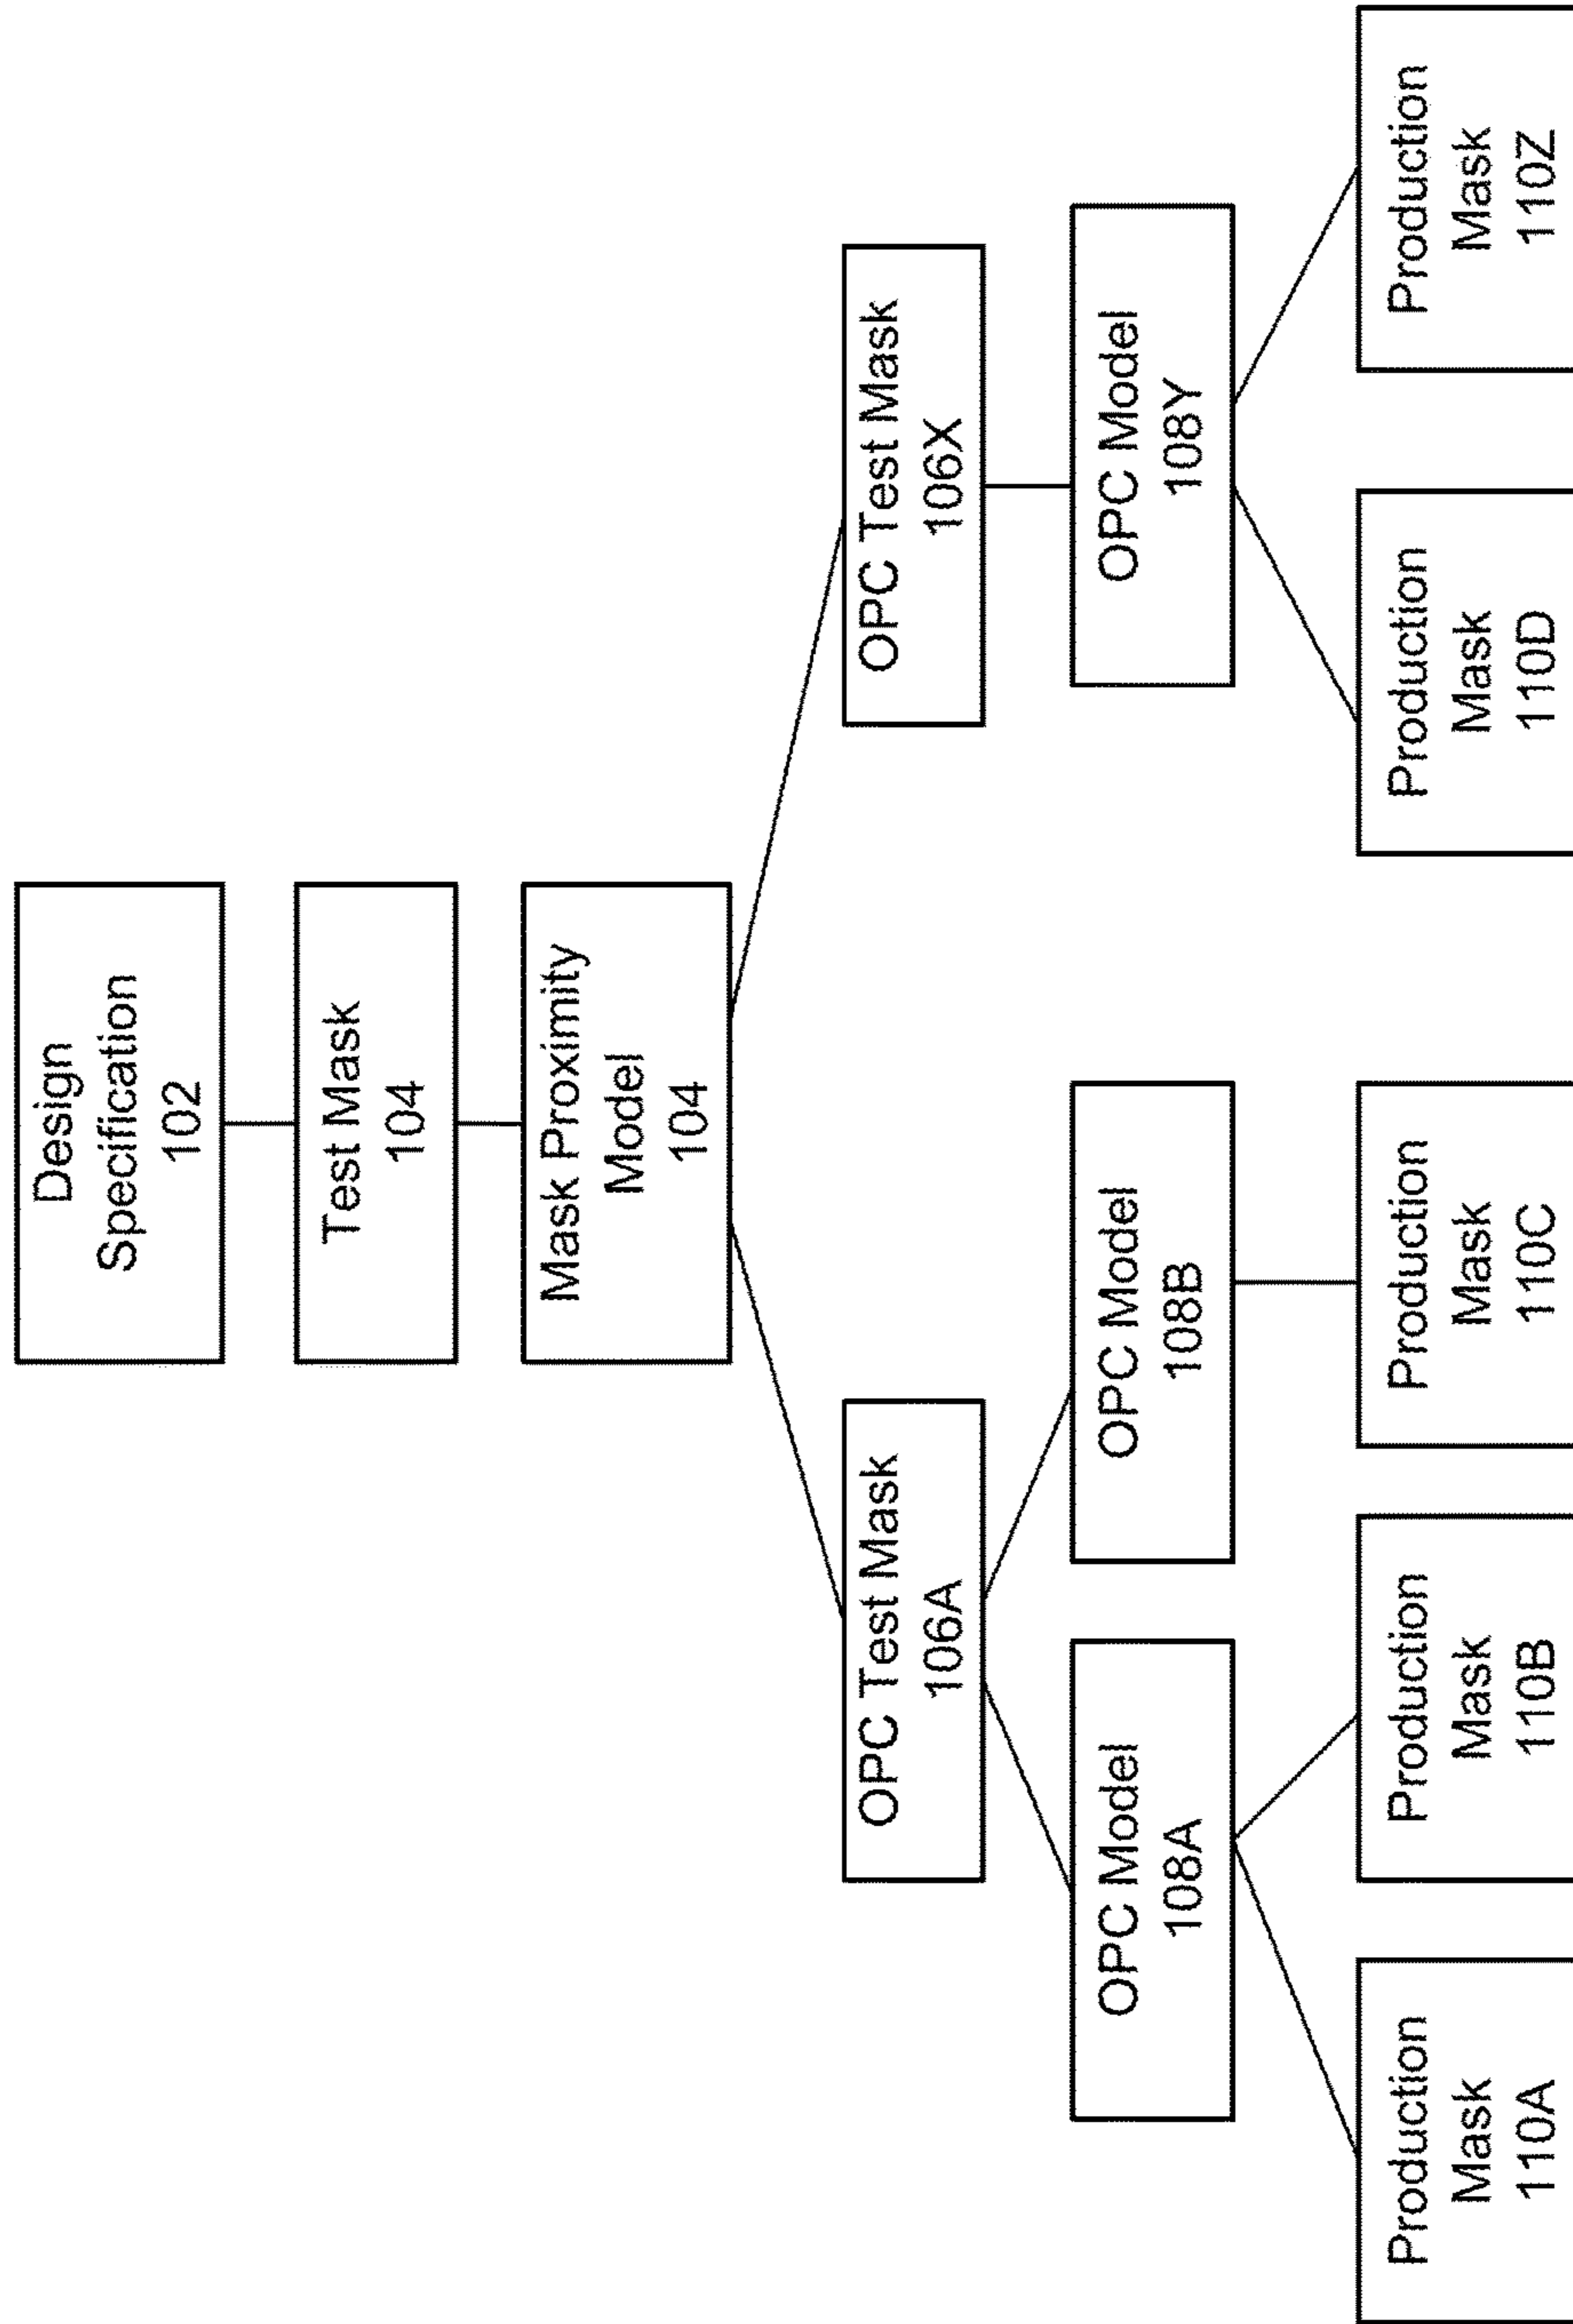 Design
Specification
102
Test Mask
104
Mask Proximity
Model
104
OPC Test Mask
106A
OPC Test Mask
106X
OPC Model
108A
OPC Model
108B
OPC Model
108Y
Production
Mask
110A
Production
Mask
110B
Production
Mask
110C
Production
Mask
110D
Production
Mask
110Z